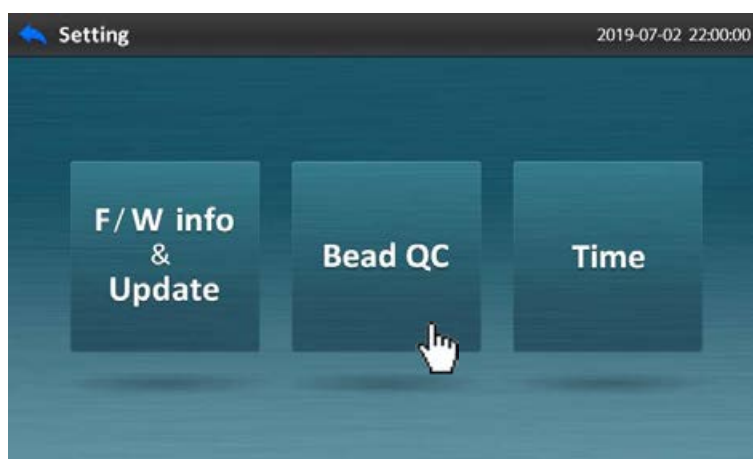 Setting
2019-07-02 22:00:00
F/W info
&
Update
Bead QC
Time